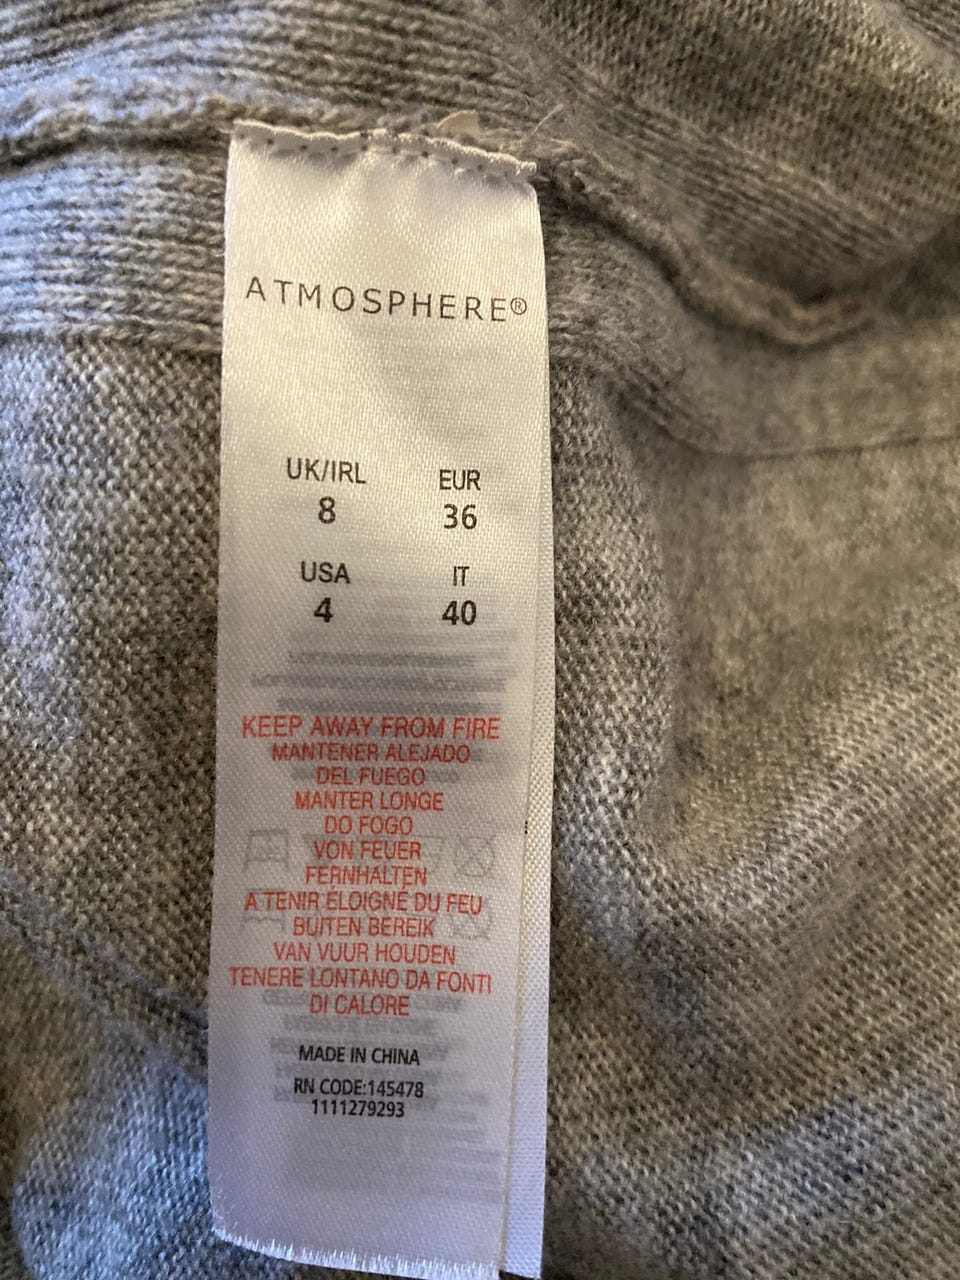 ATMOSPHERE®
UK/IRL EUR
8 36
USA IT
4 40
KEEP AWAY FROM FIRE
MANTENER ALEJADO
DEL FUEGO
MANTER LONGE
DO FOGO
VON FEUER
FERNHALTEN
A TENIR ÉLOIGNÉ DU FEU
BUITEN BEREIK
VAN VUUR HOUDEN
TENERE LONTANO DA FONTI
DI CALORE
MADE IN CHINA
RN CODE:145478
1111279293